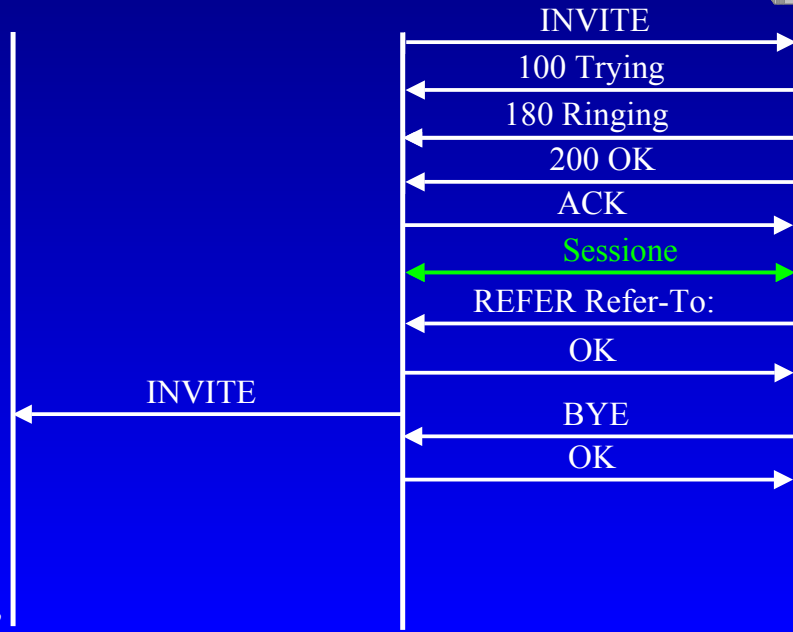 INVITE
100 Trying
180 Ringing
200 OK
ACK
Sessione
REFER Refer-To:
OK
INVITE
BYE
OK